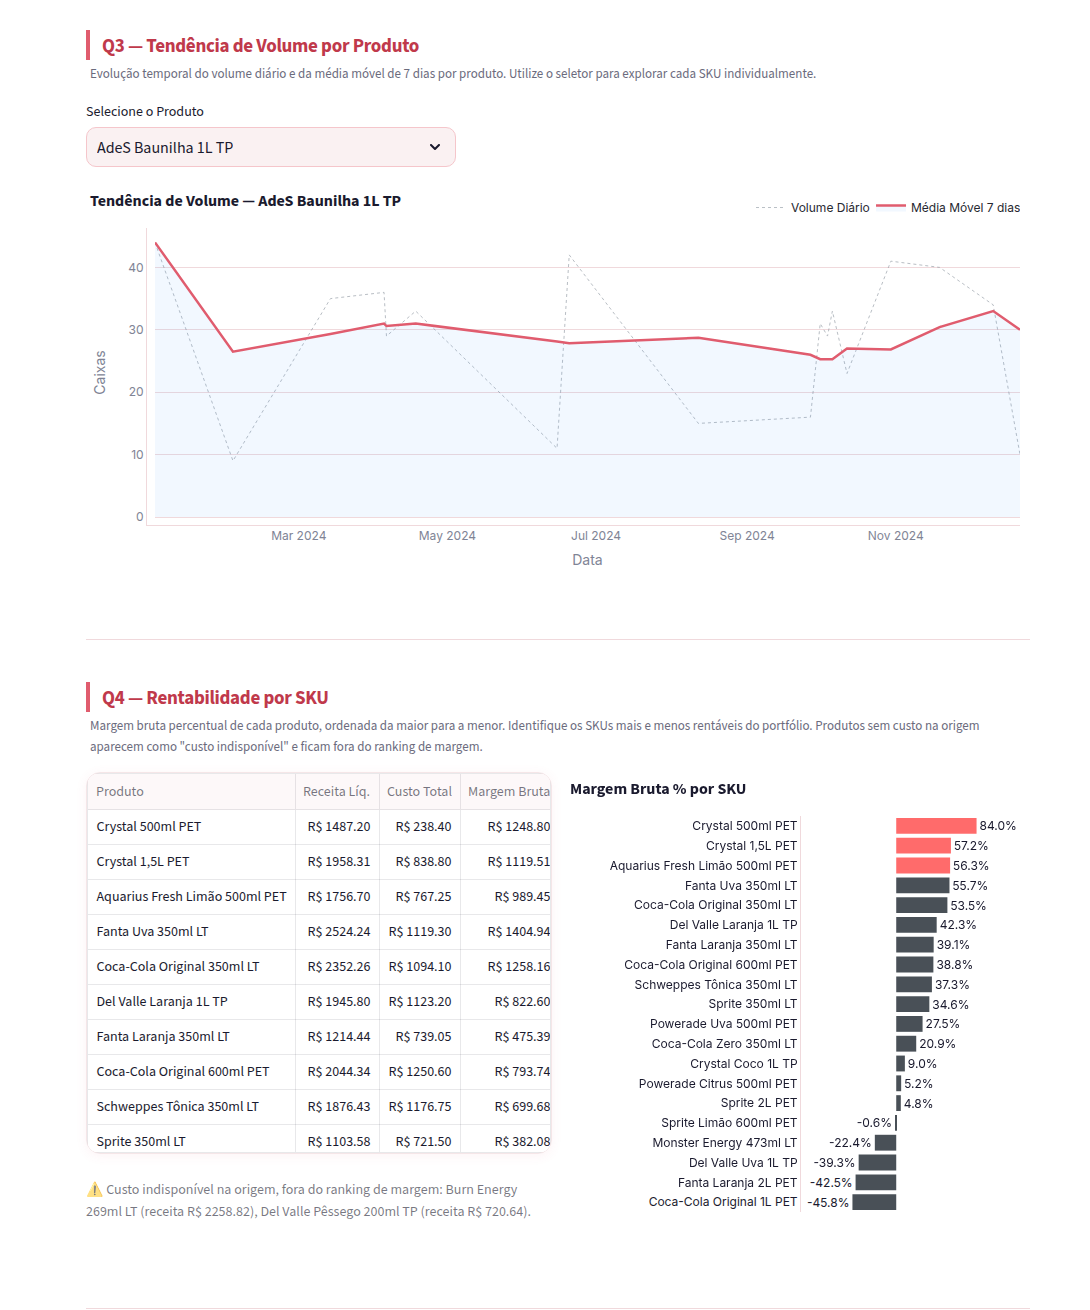 Q3 — Tendência de Volume por Produto
Evolução temporal do volume diário e da média móvel de 7 dias por produto. Utilize o seletor para explorar cada SKU individualmente.
Selecione o Produto
AdeS Baunilha 1L TP
Tendência de Volume — AdeS Baunilha 1L TP
Volume Diário Média Móvel 7 dias
40
30
20
10
0
Caixas
Mar 2024 May 2024 Jul 2024 Sep 2024 Nov 2024
Data
Q4 — Rentabilidade por SKU
Margem bruta percentual de cada produto, ordenada da maior para a menor. Identifique os SKUs mais e menos rentáveis do portfólio. Produtos sem custo na origem
aparecem como "custo indisponível" e ficam fora do ranking de margem.
Produto Receita Líq. Custo Total Margem Bruta
Crystal 500ml PET R$ 1487.20 R$ 238.40 R$ 1248.80
Crystal 1,5L PET R$ 1958.31 R$ 838.80 R$ 1119.51
Aquarius Fresh Limão 500ml PET R$ 1756.70 R$ 767.25 R$ 989.45
Fanta Uva 350ml LT R$ 2524.24 R$ 1119.30 R$ 1404.94
Coca-Cola Original 350ml LT R$ 2352.26 R$ 1094.10 R$ 1258.16
Del Valle Laranja 1L TP R$ 1945.80 R$ 1123.20 R$ 822.60
Fanta Laranja 350ml LT R$ 1214.44 R$ 739.05 R$ 475.39
Coca-Cola Original 600ml PET R$ 2044.34 R$ 1250.60 R$ 793.74
Schweppes Tônica 350ml LT R$ 1876.43 R$ 1176.75 R$ 699.68
Sprite 350ml LT R$ 1103.58 R$ 721.50 R$ 382.08
⚠️ Custo indisponível na origem, fora do ranking de margem: Burn Energy
269ml LT (receita R$ 2258.82), Del Valle Pêssego 200ml TP (receita R$ 720.64).
Margem Bruta % por SKU
Crystal 500ml PET 84.0%
Crystal 1,5L PET 57.2%
Aquarius Fresh Limão 500ml PET 56.3%
Fanta Uva 350ml LT 55.7%
Coca-Cola Original 350ml LT 53.5%
Del Valle Laranja 1L TP 42.3%
Fanta Laranja 350ml LT 39.1%
Coca-Cola Original 600ml PET 38.8%
Schweppes Tônica 350ml LT 37.3%
Sprite 350ml LT 34.6%
Powerade Uva 500ml PET 27.5%
Coca-Cola Zero 350ml LT 20.9%
Crystal Coco 1L TP 9.0%
Powerade Citrus 500ml PET 5.2%
Sprite 2L PET 4.8%
Sprite Limão 600ml PET -0.6%
Monster Energy 473ml LT -22.4%
Del Valle Uva 1L TP -39.3%
Fanta Laranja 2L PET -42.5%
Coca-Cola Original 1L PET -45.8%